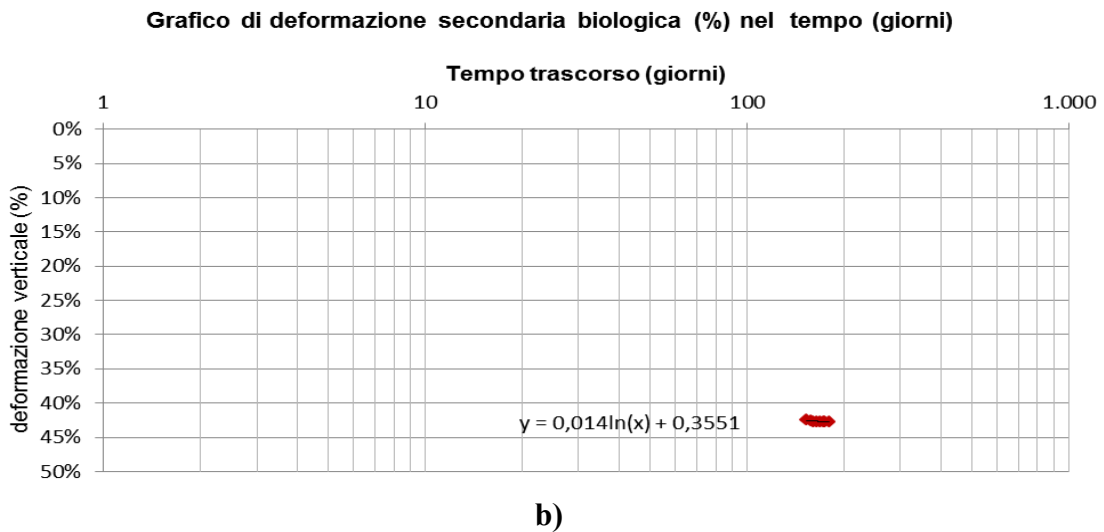 Grafico di deformazione secondaria biologica (%) nel tempo (giorni)
Tempo trascorso (giorni)
1 10 100 1.000
deformazione verticale (%)
0%
5%
10%
15%
20%
25%
30%
35%
40%
45%
50%
y = 0,014ln(x) + 0,3551
b)